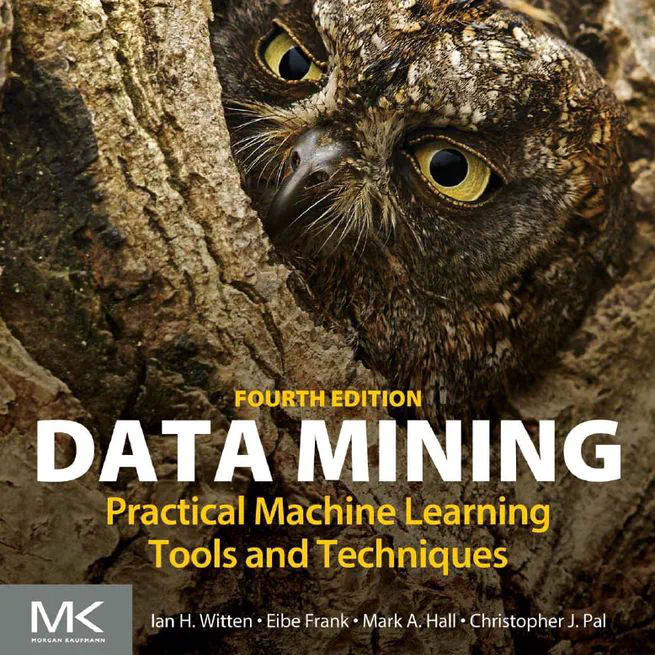 FOURTH EDITION
DATA MINING
Practical Machine Learning
Tools and Techniques
MK
MORGAN KAUFMANN
Ian H. Witten • Eibe Frank • Mark A. Hall • Christopher J. Pal